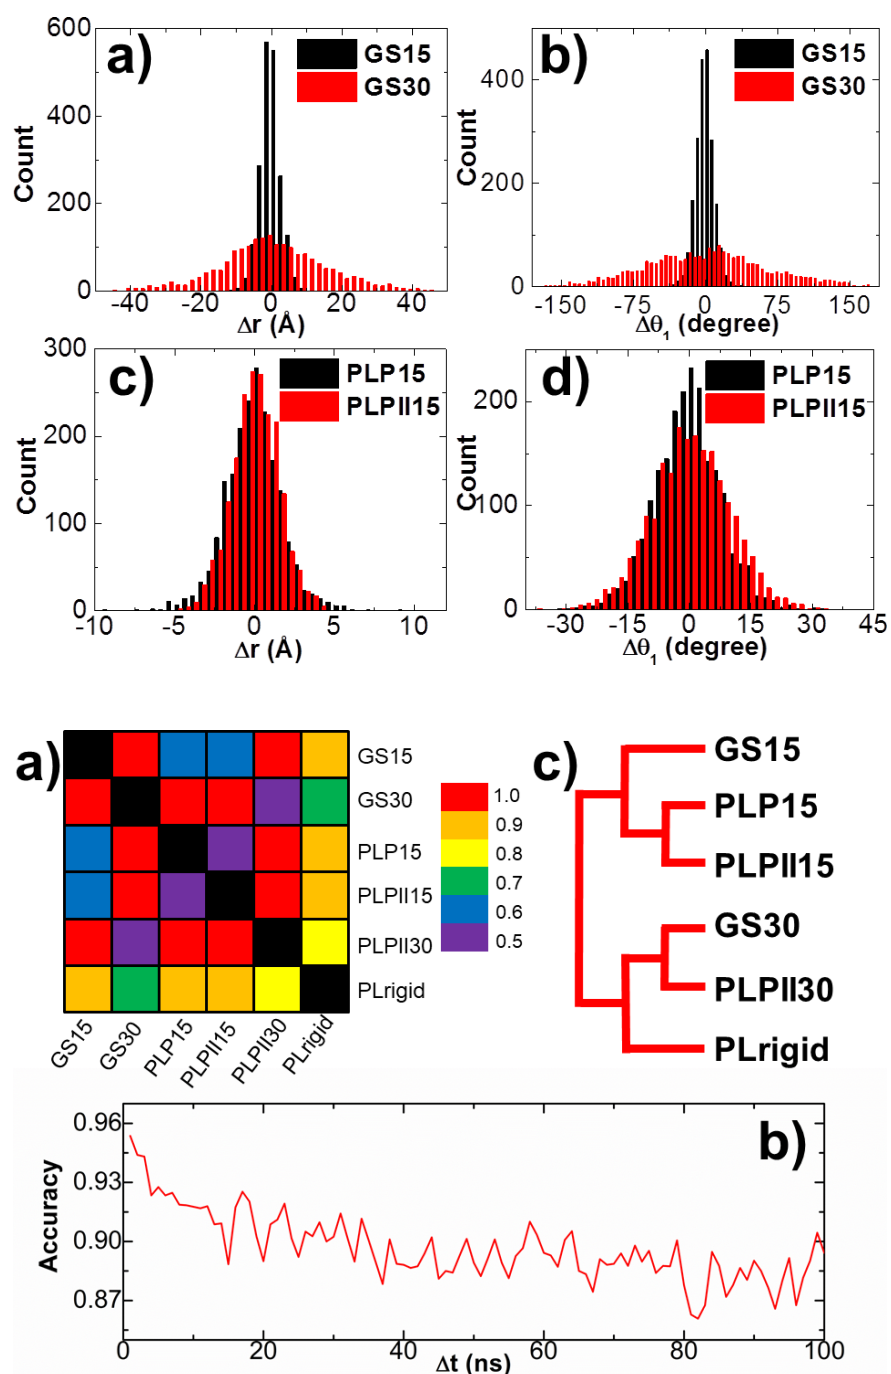 a)
GS15
GS30
600
400
200
0
Count
-40 -20 0 20 40
Δr (Å)
-150 -75 0 75 150
b)
GS15
GS30
400
200
0
Count
-150 -75 0 75 150
Δθ1 (degree)
c)
PLP15
PLPII15
300
200
100
0
Count
-10 -5 0 5 10
Δr (Å)
d)
PLP15
PLPII15
200
100
0
Count
-30 -15 0 15 30 45
Δθ1 (degree)
a)
GS15
GS30
PLP15
PLPII15
PLPII30
PLrigid
GS15 GS30 PLP15 PLPII15 PLPII30 PLrigid
1.0
0.9
0.8
0.7
0.6
0.5
c)
GS15
PLP15
PLPII15
GS30
PLPII30
PLrigid
b)
0.96
0.93
0.90
0.87
Accuracy
0 20 40 60 80 100
Δt (ns)